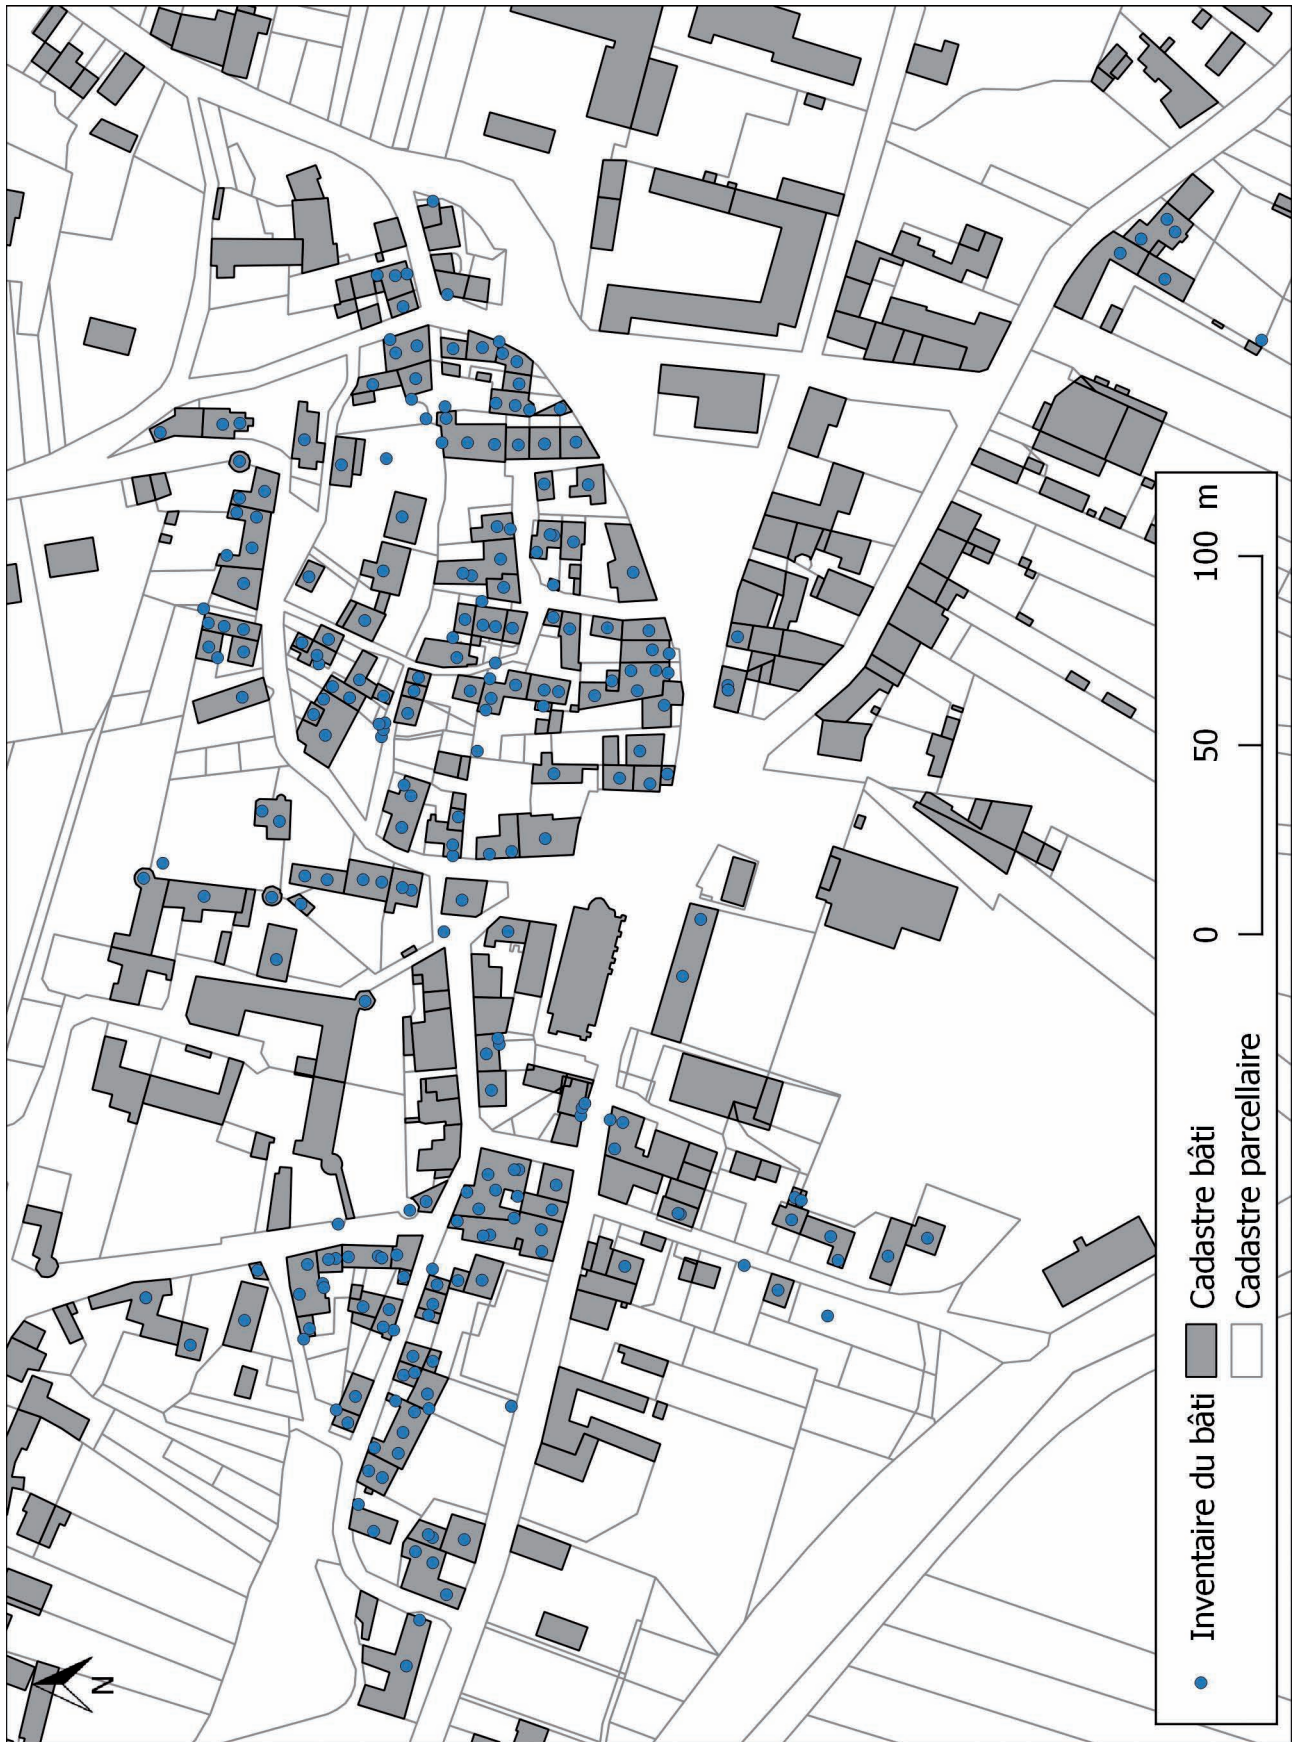 N
Inventaire du bâti
Cadastre bâti
Cadastre parcellaire
0 50 100 m